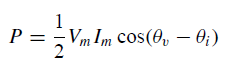 P = \frac{1}{2} V_m I_m \cos(\theta_v - \theta_i)